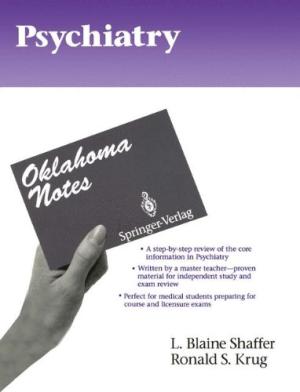 Psychiatry
Oklahoma
Notes
Springer-Verlag
• A step-by-step review of the core
information in Psychiatry
• Written by a master teacher—proven
material for independent study and
exam review
• Perfect for medical students preparing for
course and licensure exams
L. Blaine Shaffer
Ronald S. Krug